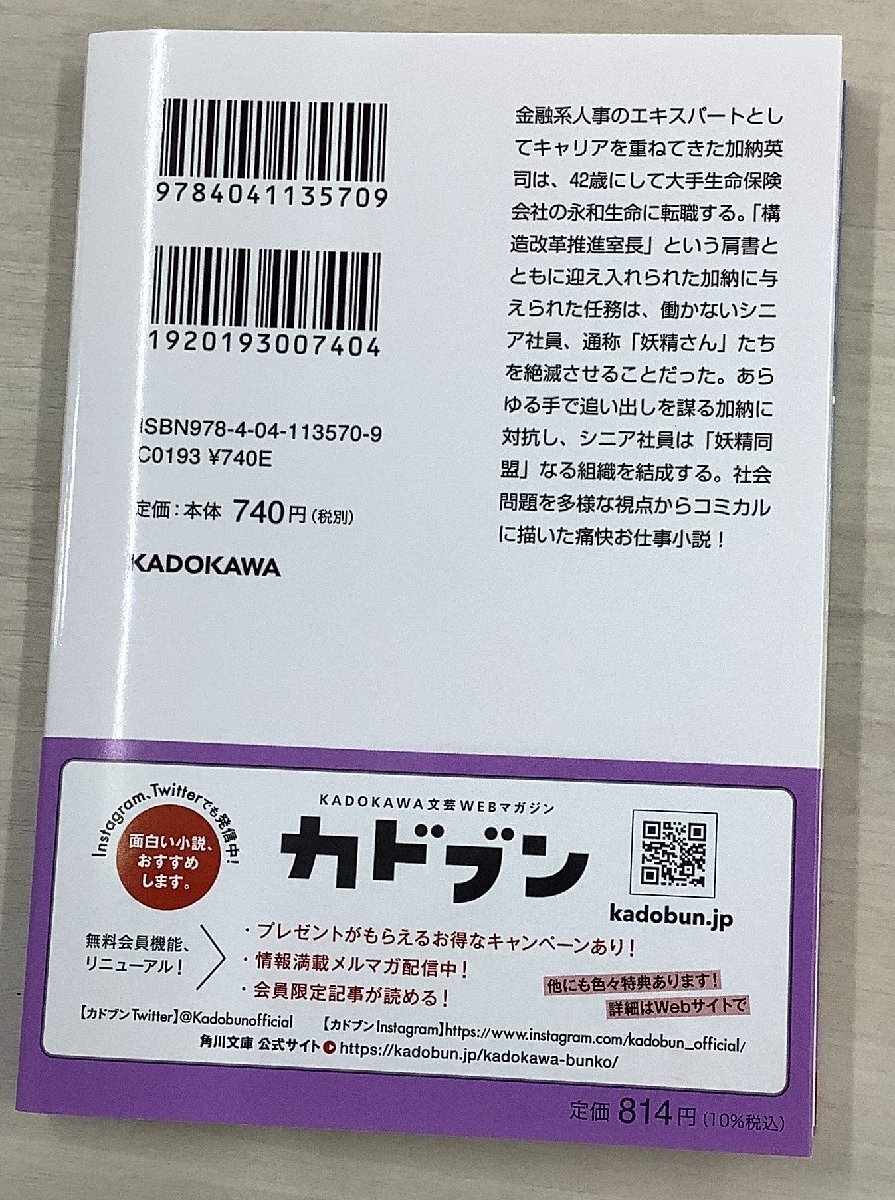 9784041135709
1920193007404
ISBN978-4-04-113570-9
C0193 ¥740E
定価：本体 740円（税別）
KADOKAWA
金融系人事のエキスパートとし
てキャリアを重ねてきた加納英
司は、42歳にして大手生命保険
会社の永和生命に転職する。「構
造改革推進室長」という肩書と
ともに迎え入れられた加納に与
えられた任務は、働かないシニ
ア社員、通称「妖精さん」たち
を絶滅させることだった。あら
ゆる手で追い出しを謀る加納に
対抗し、シニア社員は「妖精同
盟」なる組織を結成する。社会
問題を多様な視点からコミカル
に描いた痛快お仕事小説！
Instagram、Twitterでも発信中！
面白い小説、
おすすめ
します。
KADOKAWA文芸WEBマガジン
カドブン
kadobun.jp
無料会員機能、
リニューアル！
・プレゼントがもらえるお得なキャンペーンあり！
・情報満載メルマガ配信中！
・会員限定記事が読める！
他にも色々特典あります！
詳細はWebサイトで
【カドブンTwitter】@Kadobunofficial 【カドブンInstagram】https://www.instagram.com/kadobun_official/
角川文庫 公式サイト https://kadobun.jp/kadokawa-bunko/
定価 814円（10%税込）